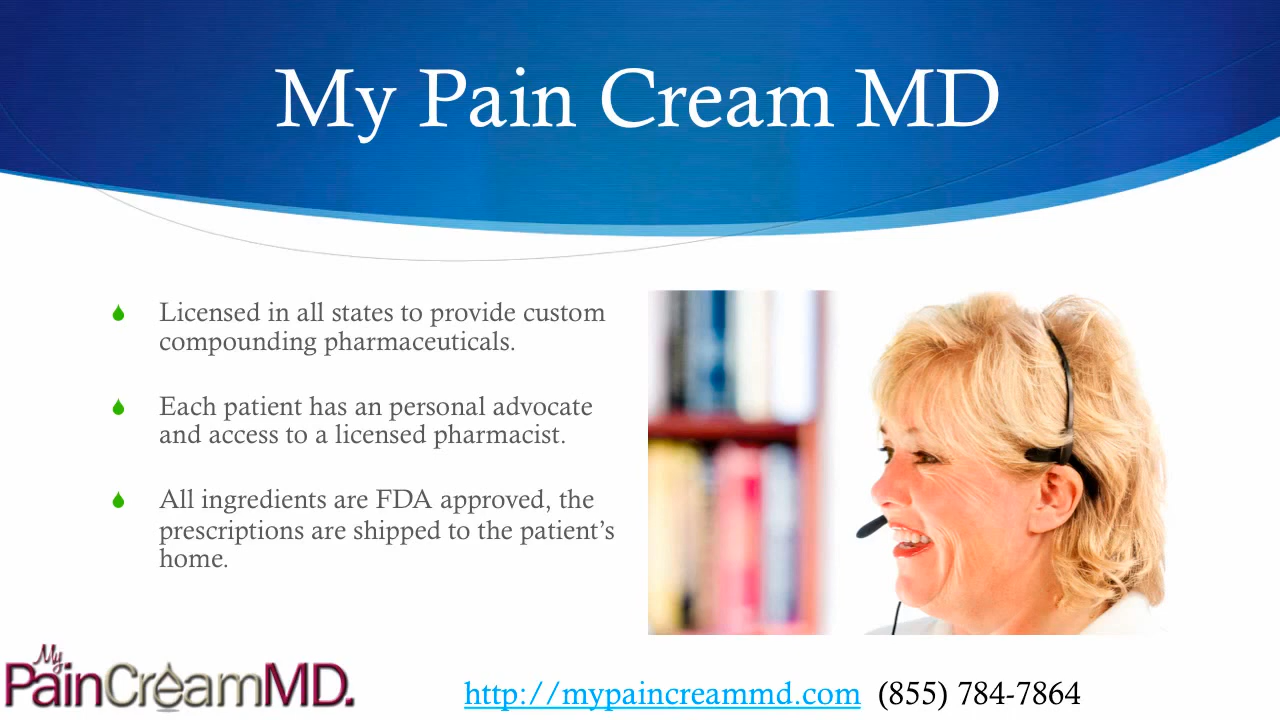 My Pain Cream MD
Licensed in all states to provide custom
compounding pharmaceuticals.
Each patient has an personal advocate
and access to a licensed pharmacist.
All ingredients are FDA approved, the
prescriptions are shipped to the patient’s
home.
My
PainCreamMD.
http://mypaincreammd.com (855) 784-7864